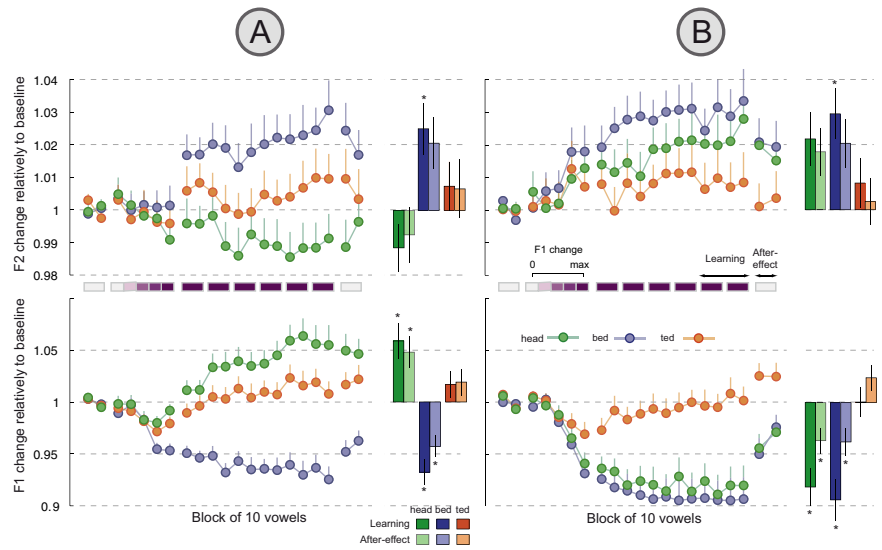 A
B
F2 change relatively to baseline
1.04
1.03
1.02
1.01
1
0.99
0.98
*
*
F1 change
0
max
Learning
After-
effect
F1 change relatively to baseline
1.05
1
0.95
0.9
*
*
*
*
head
bed
ted
*
*
*
*
Block of 10 vowels
Block of 10 vowels
head bed ted
Learning
After-effect